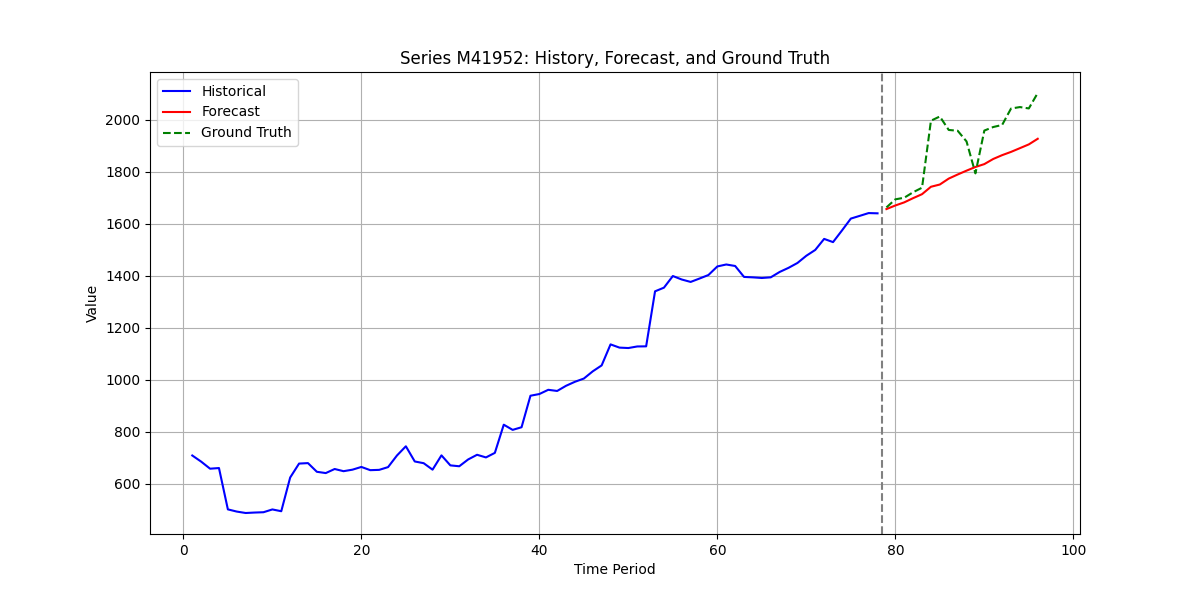 Series M41952: History, Forecast, and Ground Truth
Historical
Forecast
Ground Truth
2000
1800
1600
1400
1200
1000
800
600
Value
0
20
40
60
80
100
Time Period